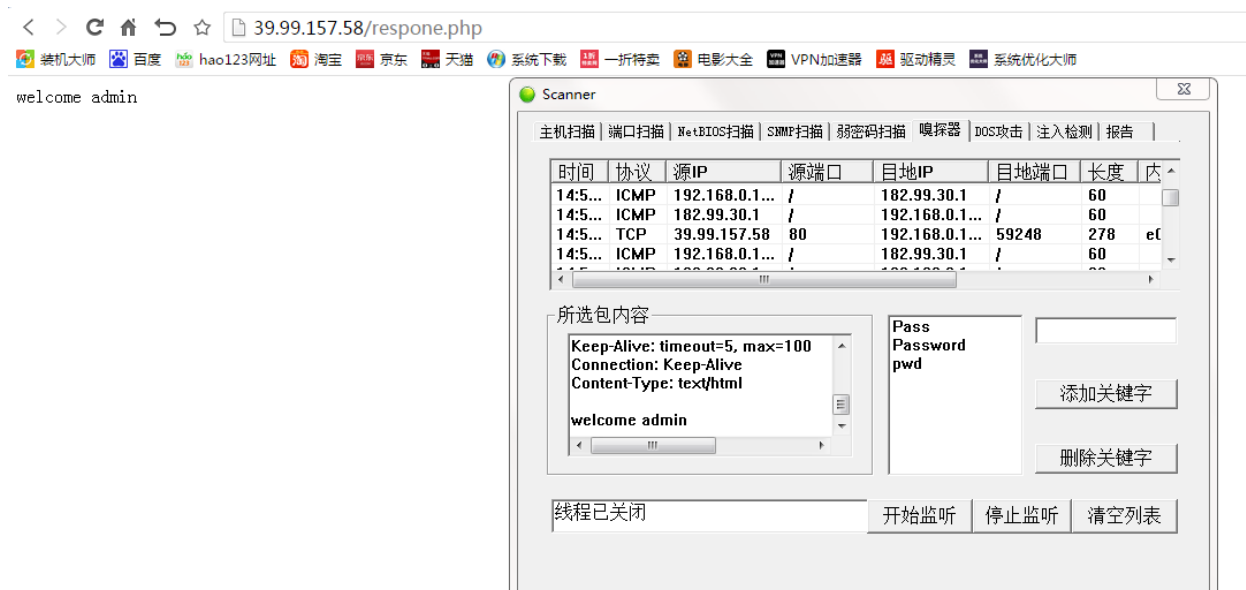 39.99.157.58/respone.php
装机大师 百度 hao123网址 淘宝 京东 天猫 系统下载 一折特卖 电影大全 VPN加速器 驱动精灵 系统优化大师
welcome admin
Scanner
主机扫描 端口扫描 NetBIOS扫描 SNMP扫描 弱密码扫描 嗅探器 DOS攻击 注入检测 报告
时间 协议 源IP 源端口 目地IP 目地端口 长度 内
14:5... ICMP 192.168.0.1... / 182.99.30.1 / 60
14:5... ICMP 182.99.30.1 / 192.168.0.1... / 60
14:5... TCP 39.99.157.58 80 192.168.0.1... 59248 278
14:5... ICMP 192.168.0.1... / 182.99.30.1 / 60
所选包内容
Keep-Alive: timeout=5, max=100
Connection: Keep-Alive
Content-Type: text/html
welcome admin
Pass
Password
pwd
添加关键字
删除关键字
线程已关闭
开始监听 停止监听 清空列表